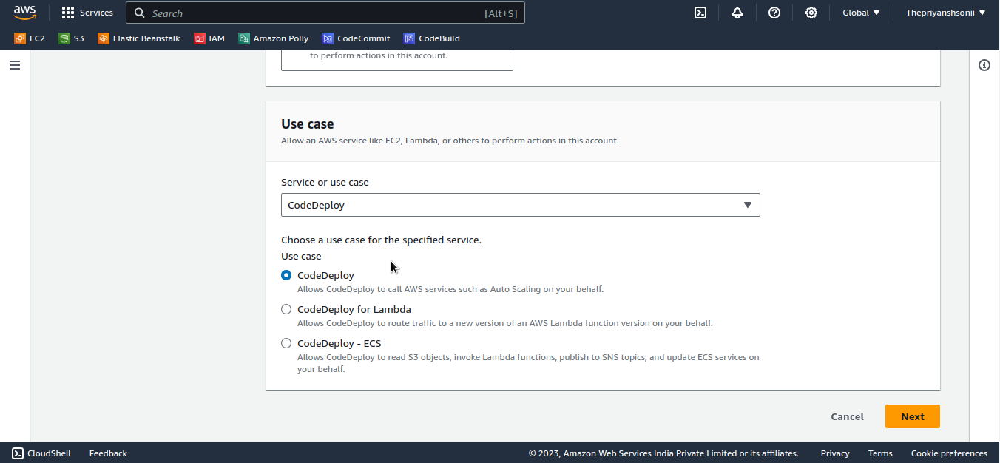 aws
Services
Search [Alt+S]
Global
Thepriyanshsonii
EC2
S3
Elastic Beanstalk
IAM
Amazon Polly
CodeCommit
CodeBuild
to perform actions in this account.
Use case
Allow an AWS service like EC2, Lambda, or others to perform actions in this account.
Service or use case
CodeDeploy
Choose a use case for the specified service.
Use case
CodeDeploy
Allows CodeDeploy to call AWS services such as Auto Scaling on your behalf.
CodeDeploy for Lambda
Allows CodeDeploy to route traffic to a new version of an AWS Lambda function version on your behalf.
CodeDeploy - ECS
Allows CodeDeploy to read S3 objects, invoke Lambda functions, publish to SNS topics, and update ECS services on
your behalf.
Cancel
Next
CloudShell
Feedback
© 2023, Amazon Web Services India Private Limited or its affiliates.
Privacy
Terms
Cookie preferences